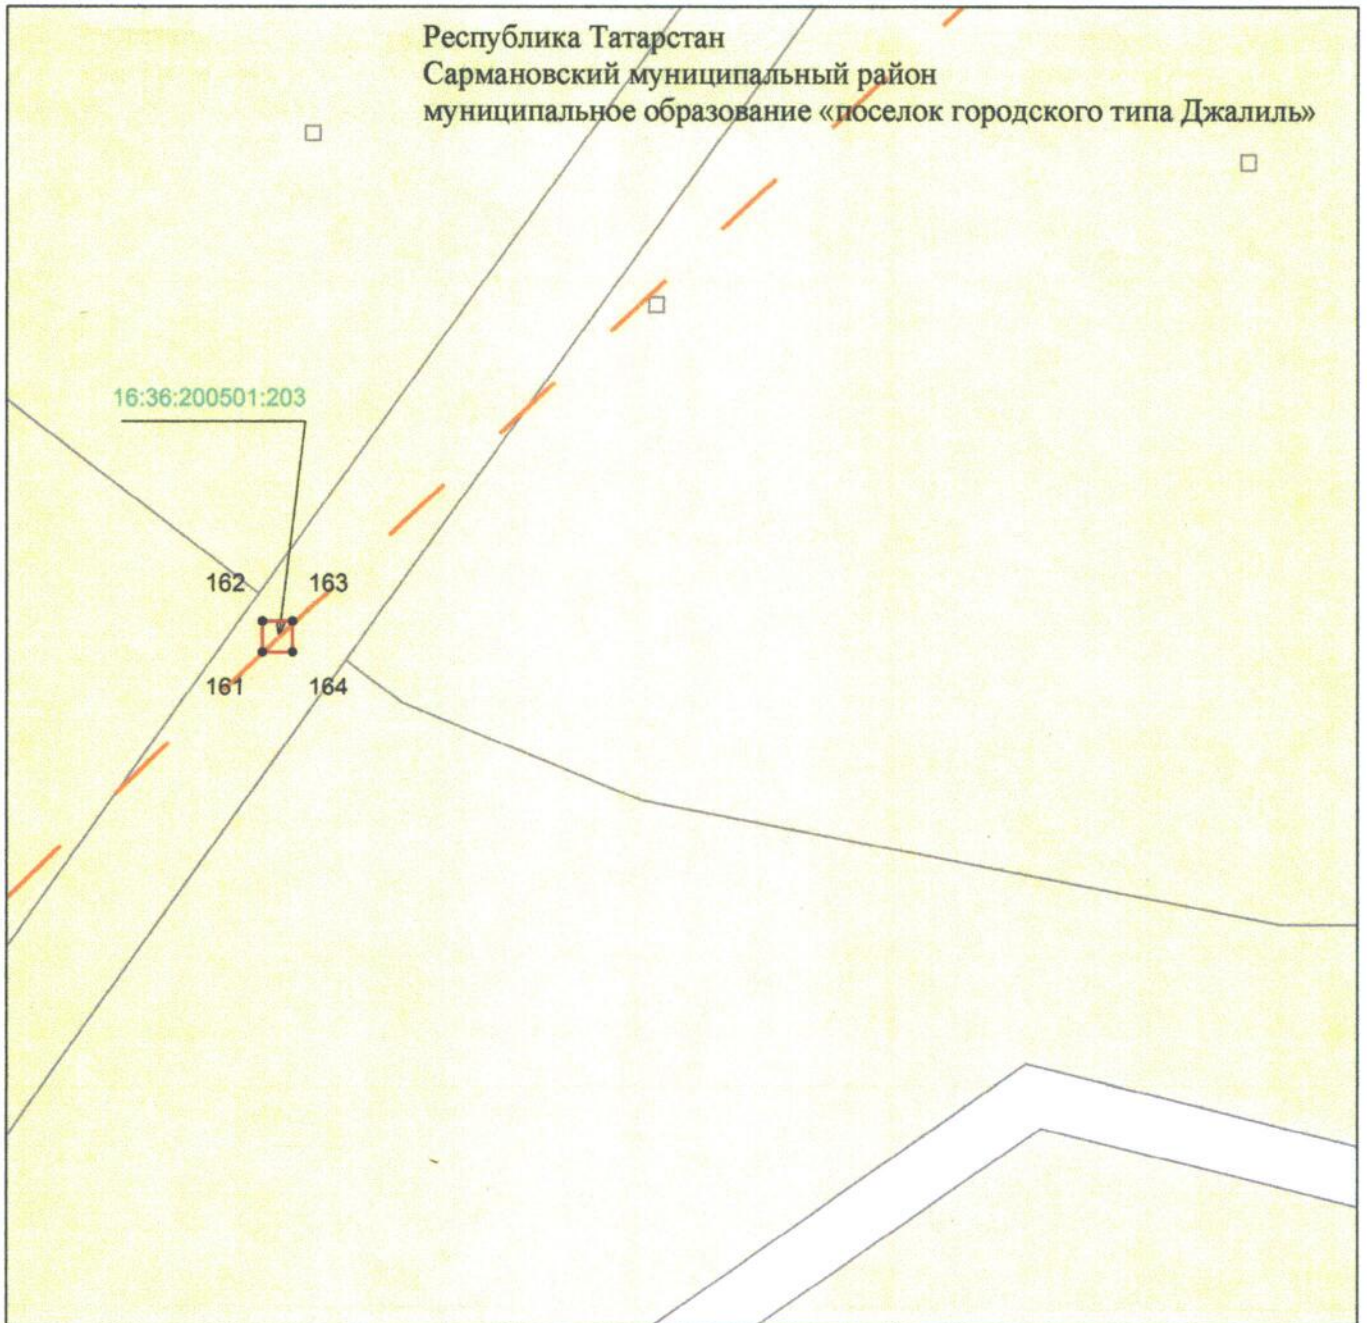 Республика Татарстан
Сармановский муниципальный район
муниципальное образование «поселок городского типа Джалиль»
16:36:200501:203
162 163
161 164